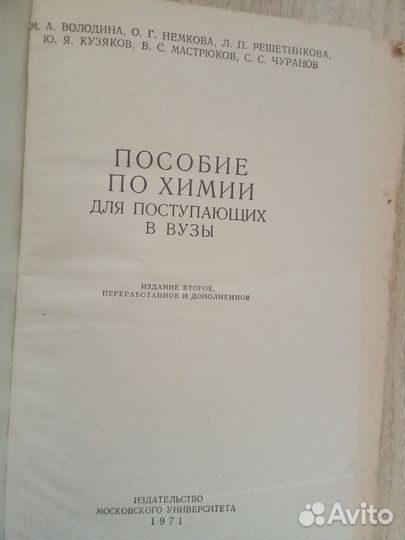 М. А. ВОЛОДИНА, О. Г. НЕМКОВА, Л. П. РЕШЕТНИКОВА,
Ю. Я. КУЗЯКОВ, В. С. МАСТРЮКОВ, С. С. ЧУРАНОВ
ПОСОБИЕ
ПО ХИМИИ
ДЛЯ ПОСТУПАЮЩИХ
В ВУЗЫ
ИЗДАНИЕ ВТОРОЕ,
ПЕРЕРАБОТАННОЕ И ДОПОЛНЕННОЕ
ИЗДАТЕЛЬСТВО
МОСКОВСКОГО УНИВЕРСИТЕТА
1971
Avito